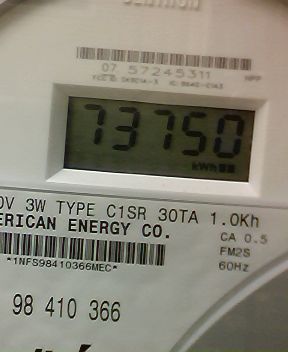 CENTRON
07 57245311
73750
kWh
0V 3W TYPE C1SR 30TA 1.0Kh
ERICAN ENERGY CO.
CA 0.5
FM2S
*1NFS98410366MEC*
60Hz
98 410 366